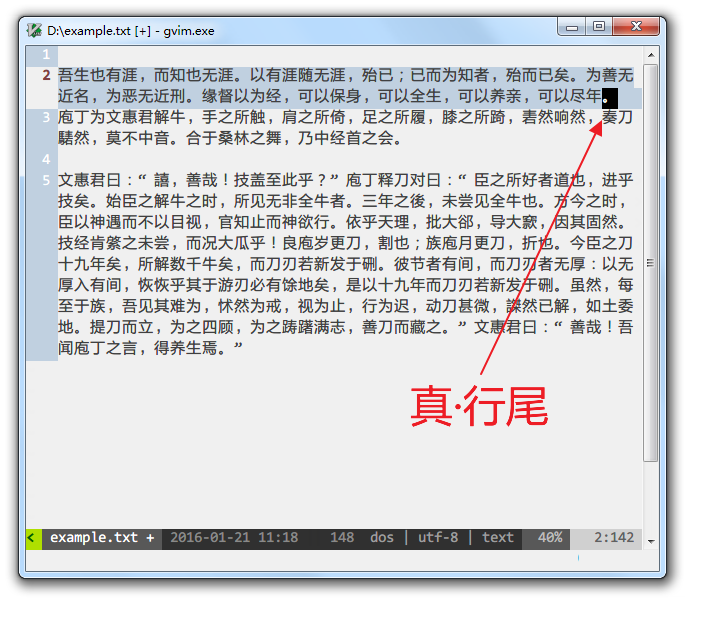 D:\example.txt [+] - gvim.exe
1
2 吾生也有涯，而知也无涯。以有涯随无涯，殆已；已而为知者，殆而已矣。为善无
近名，为恶无近刑。缘督以为经，可以保身，可以全生，可以养亲，可以尽年。
3 庖丁为文惠君解牛，手之所触，肩之所倚，足之所履，膝之所踦，砉然响然，奏刀
騞然，莫不中音。合于桑林之舞，乃中经首之会。
4
5 文惠君曰：“ 譆，善哉！技盖至此乎？” 庖丁释刀对曰：“ 臣之所好者道也，进乎
技矣。始臣之解牛之时，所见无非全牛者。三年之後，未尝见全牛也。方今之时，
臣以神遇而不以目视，官知止而神欲行。依乎天理，批大郤，导大窾，因其固然。
技经肯綮之未尝，而况大瓜乎！良庖岁更刀，割也；族庖月更刀，折也。今臣之刀
十九年矣，所解数千牛矣，而刀刃若新发于硎。彼节者有间，而刀刃者无厚：以无
厚入有间，恢恢乎其于游刃必有馀地矣，是以十九年而刀刃若新发于硎。虽然，每
至于族，吾见其难为，怵然为戒，视为止，行为迟，动刀甚微，謋然已解，如土委
地。提刀而立，为之四顾，为之踌躇满志，善刀而藏之。” 文惠君曰：“ 善哉！吾
闻庖丁之言，得养生焉。”
真·行尾
< example.txt + 2016-01-21 11:18 148 dos | utf-8 | text 40% 2:142